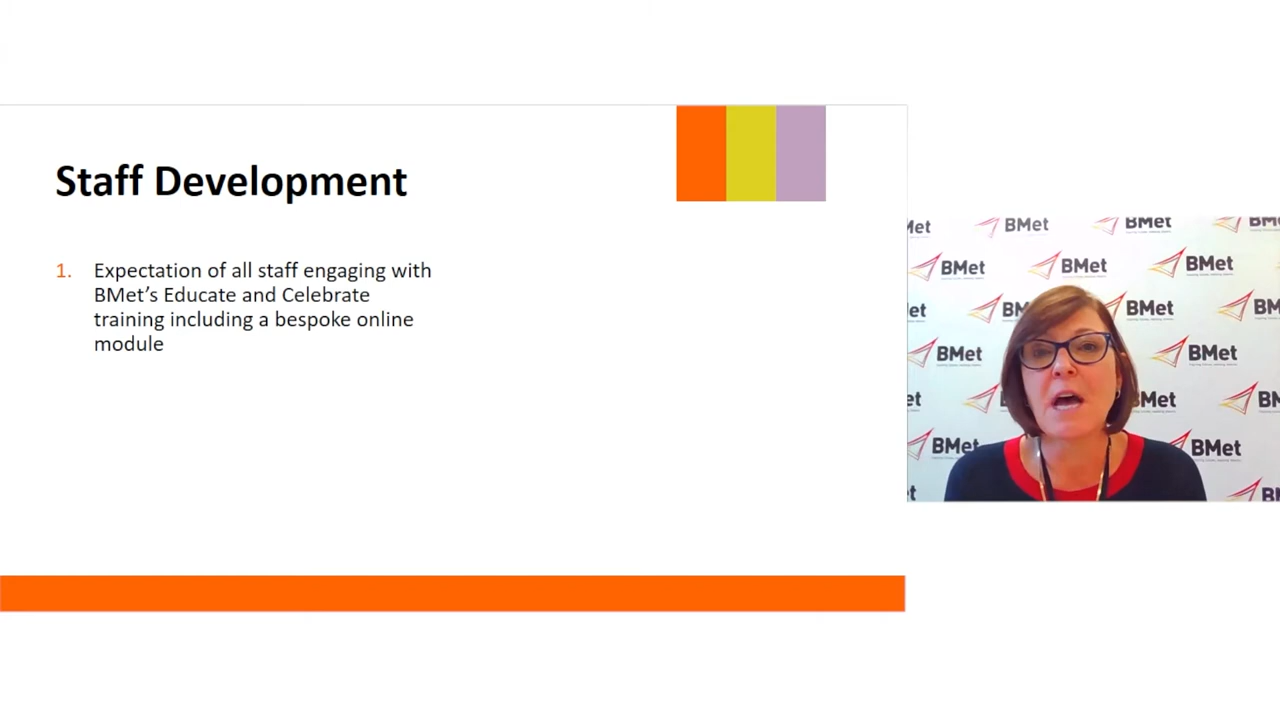 Staff Development
1. Expectation of all staff engaging with
BMet's Educate and Celebrate
training including a bespoke online
module
BMet
BMet
BMet
BMet
BMet
BMet
BMet
BMet
BMet
BMet